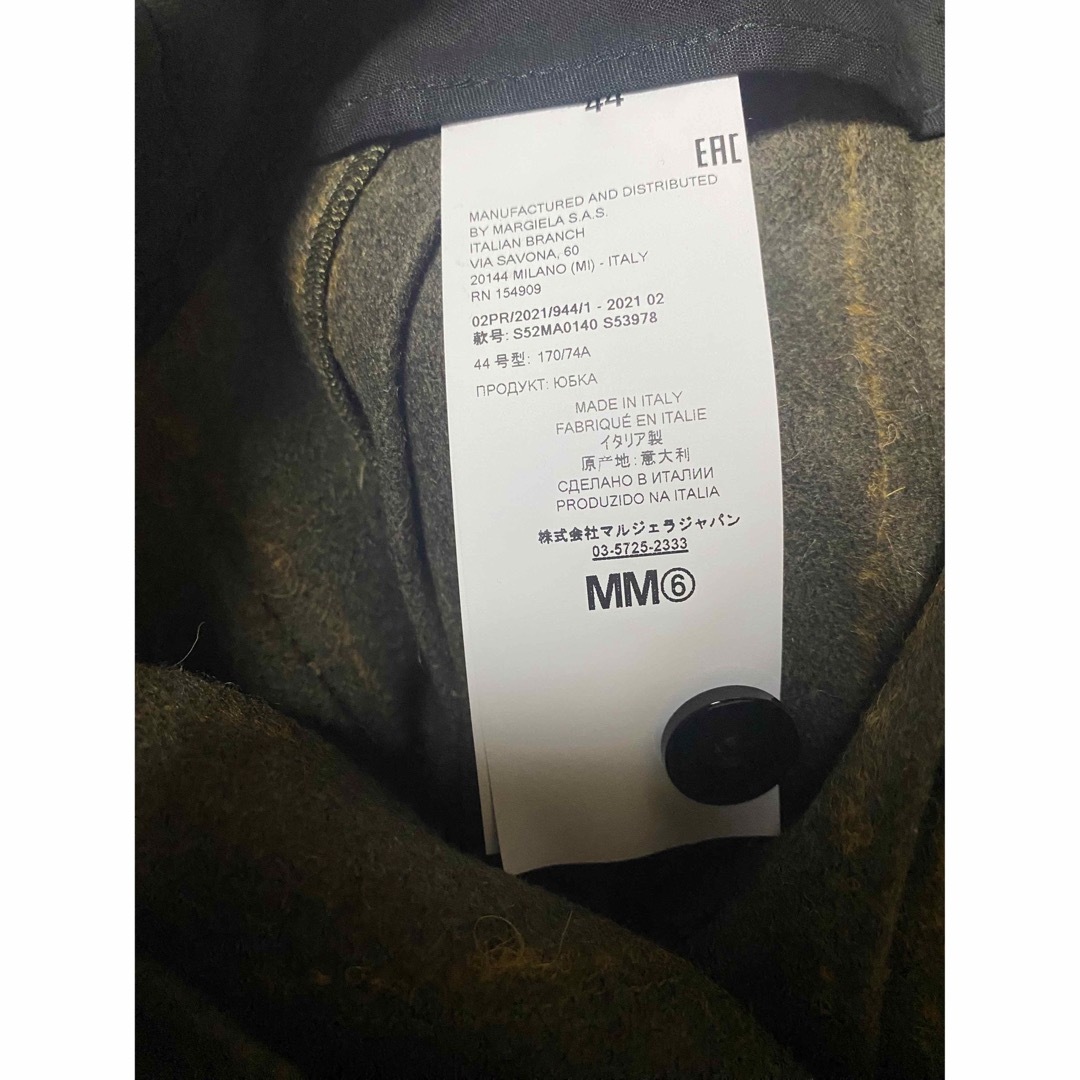 44
EAC
MANUFACTURED AND DISTRIBUTED
BY MARGIELA S.A.S.
ITALIAN BRANCH
VIA SAVONA, 60
20144 MILANO (MI) - ITALY
RN 154909
02PR/2021/944/1 - 2021 02
款号: S52MA0140 S53978
44 号型: 170/74A
ПРОДУКТ: ЮБКА
MADE IN ITALY
FABRIQUÉ EN ITALIE
イタリア製
原产地: 意大利
СДЕЛАНО В ИТАЛИИ
PRODUZIDO NA ITALIA
株式会社マルジェラジャパン
03-5725-2333
MM⑥